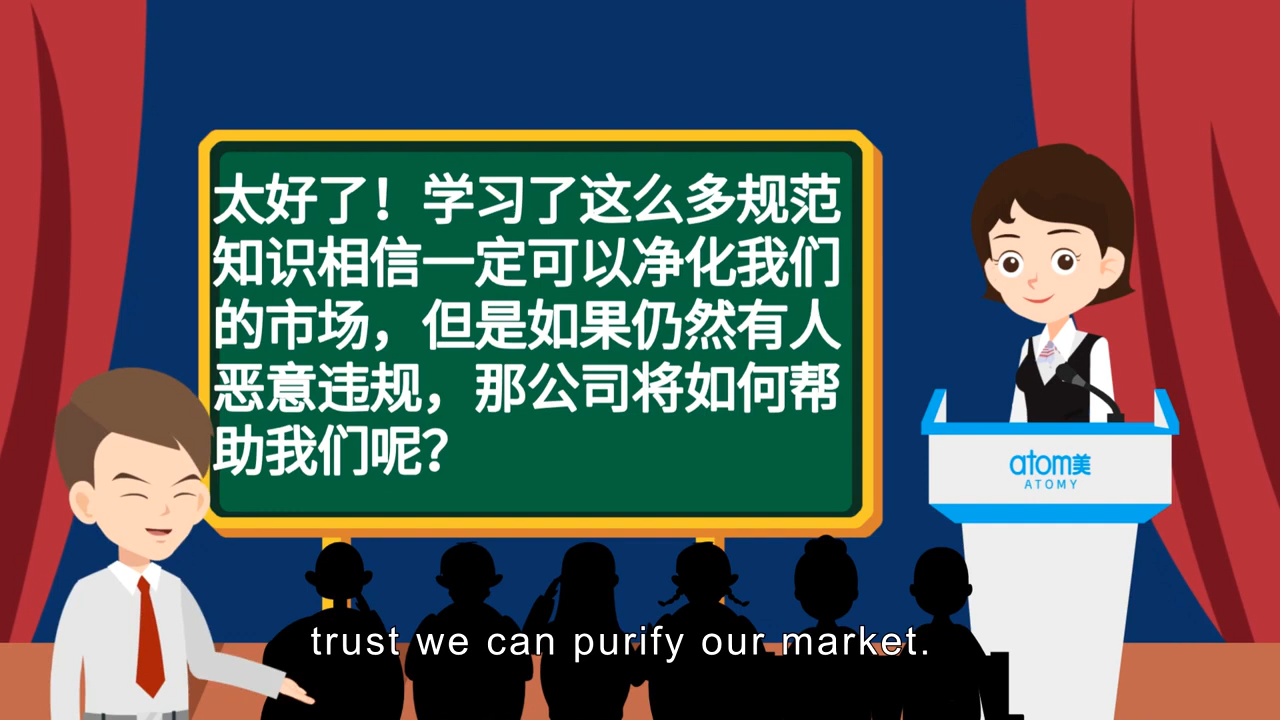 太好了！学习了这么多规范
知识相信一定可以净化我们
的市场，但是如果仍然有人
恶意违规，那公司将如何帮
助我们呢？
atom美
ATOMY
trust we can purify our market.